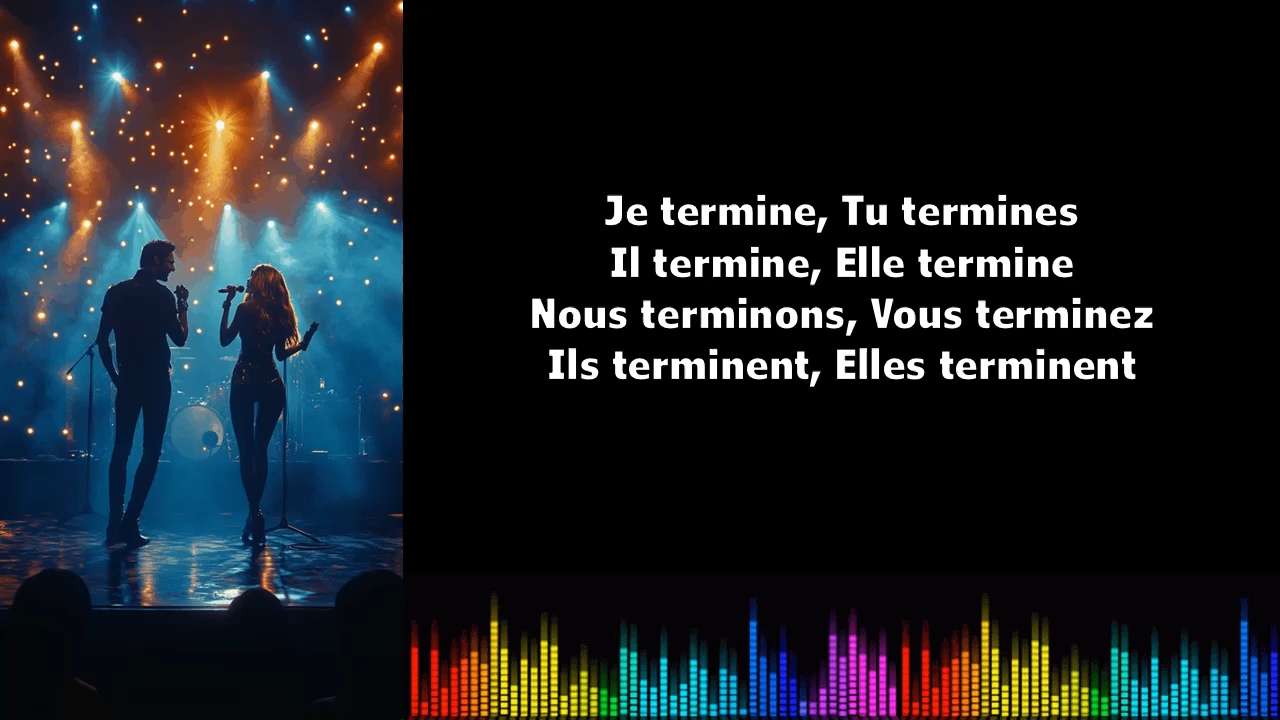 Je termine, Tu termines
Il termine, Elle termine
Nous terminons, Vous terminez
Ils terminent, Elles terminent